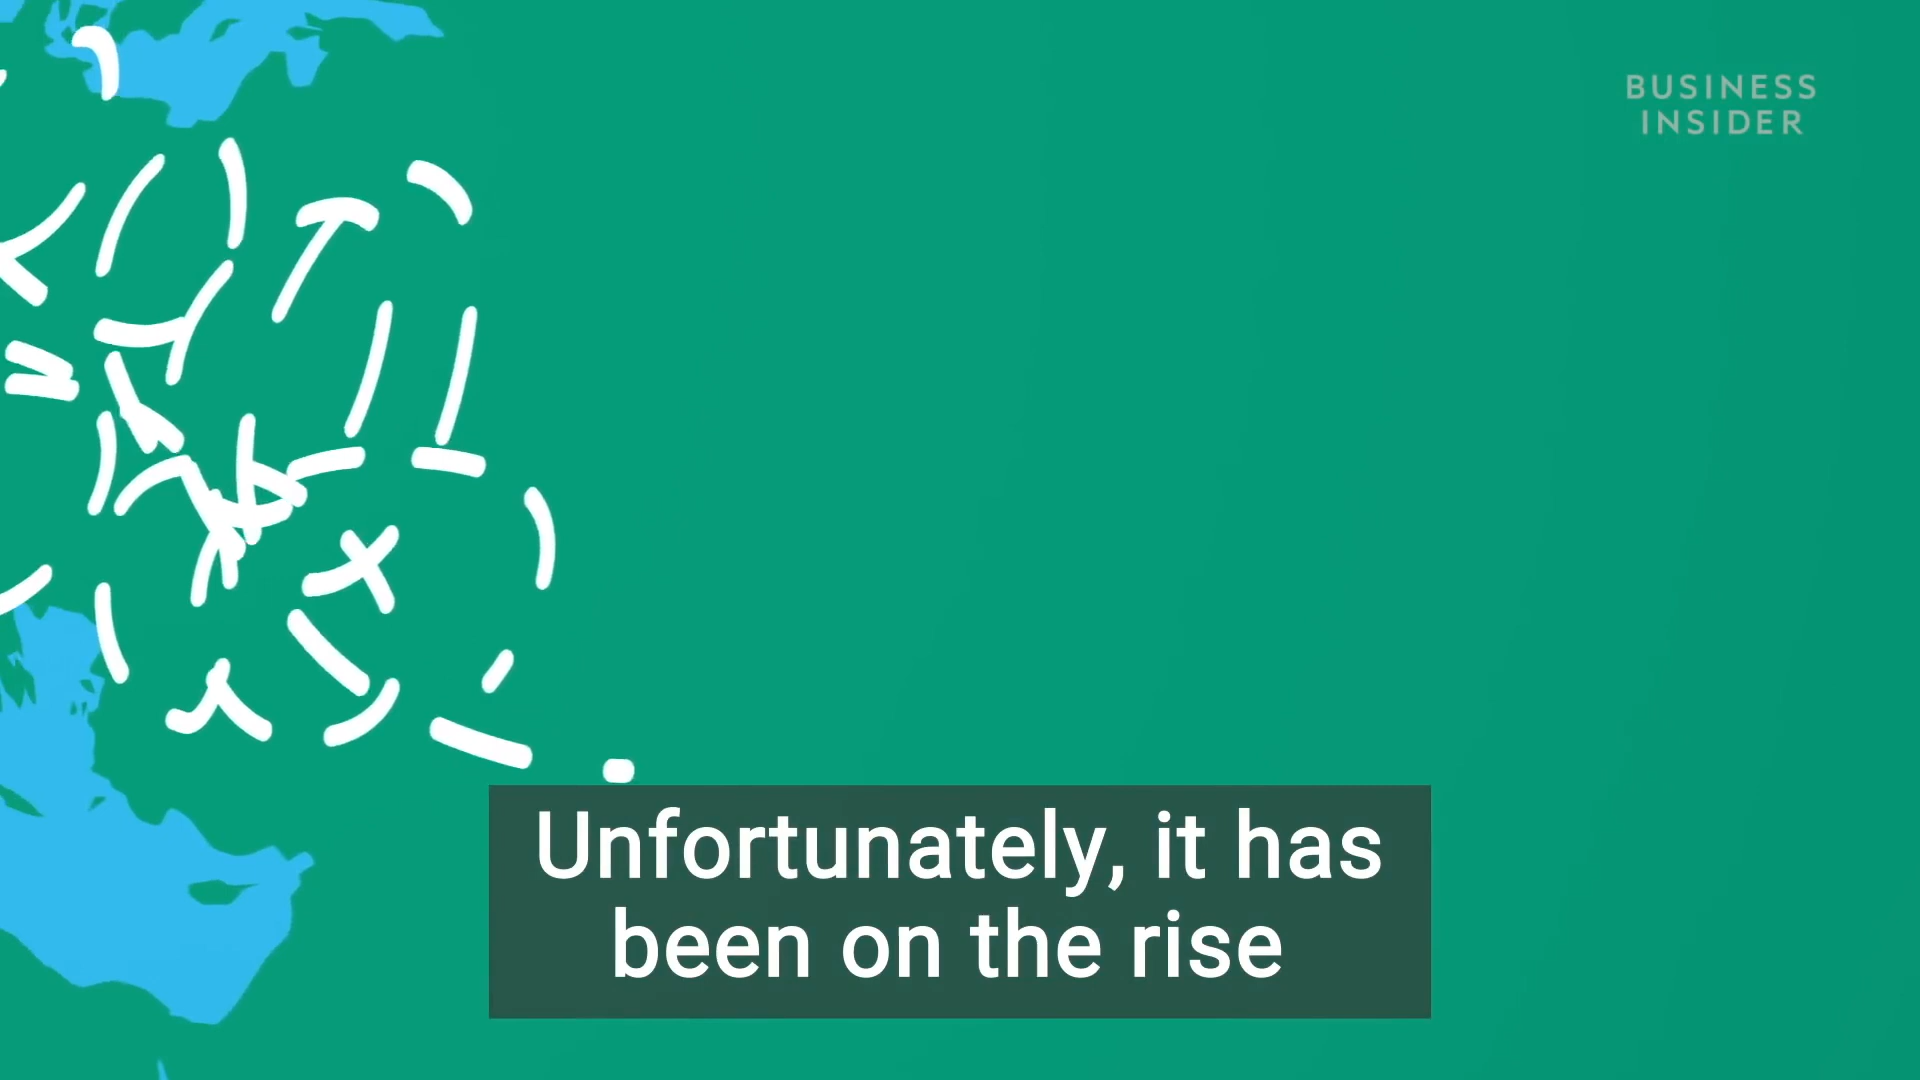 BUSINESS
INSIDER
Unfortunately, it has
been on the rise